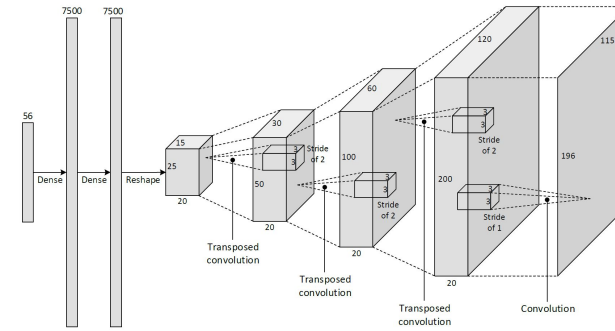 7500
7500
56
Dense
Dense
Reshape
15
25
20
Transposed
convolution
30
50
20
3
3
Stride
of 2
Transposed
convolution
60
100
20
3
3
Stride
of 2
Transposed
convolution
120
200
20
3
3
Stride
of 2
3
3
Stride
of 1
Convolution
115
196